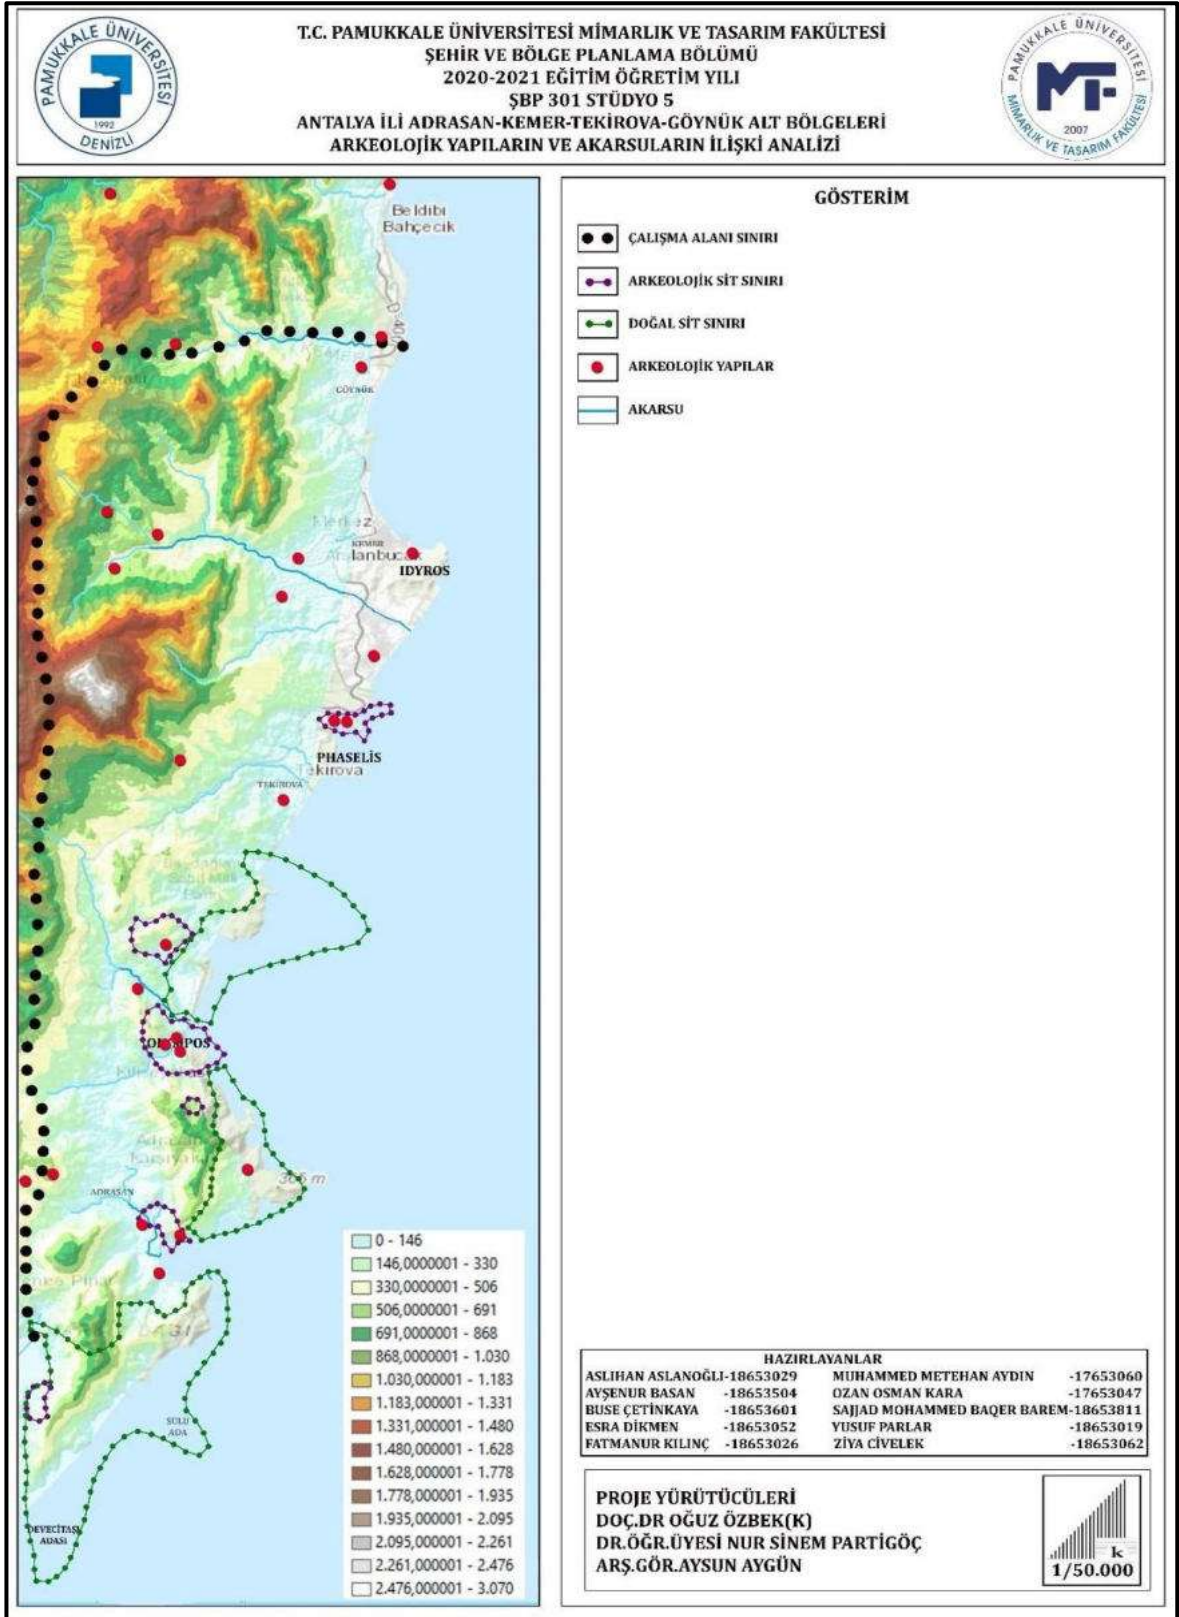 T.C. PAMUKKALE ÜNİVERSİTESİ MİMARLIK VE TASARIM FAKÜLTESİ
ŞEHİR VE BÖLGE PLANLAMA BÖLÜMÜ
2020-2021 EĞİTİM ÖĞRETİM YILI
ŞBP 301 STÜDYO 5
ANTALYA İLİ ADRASAN-KEMER-TEKİROVA-GÖYNÜK ALT BÖLGELERİ
ARKEOLOJİK YAPILARIN VE AKARSULARIN İLİŞKİ ANALİZİ
PAMUKKALE ÜNİVERSİTESİ
1992
DENİZLİ
PAMUKKALE ÜNİVERSİTESİ
MİMARLIK VE TASARIM FAKÜLTESİ
2007
Beldibi
Bahçecik
D-400
GÖYNÜK
Merkez
KEMER
IDYROS
PHASELİS
Tekirova
TEKİROVA
Adrasan
Karşıyaka
ADRASAN
SULU
ADA
DEVECİTAŞI
ADASI
0 - 146
146,0000001 - 330
330,0000001 - 506
506,0000001 - 691
691,0000001 - 868
868,0000001 - 1.030
1.030,000001 - 1.183
1.183,000001 - 1.331
1.331,000001 - 1.480
1.480,000001 - 1.628
1.628,000001 - 1.778
1.778,000001 - 1.935
1.935,000001 - 2.095
2.095,000001 - 2.261
2.261,000001 - 2.476
2.476,000001 - 3.070
GÖSTERİM
ÇALIŞMA ALANI SINIRI
ARKEOLOJİK SİT SINIRI
DOĞAL SİT SINIRI
ARKEOLOJİK YAPILAR
AKARSU
HAZIRLAYANLAR
ASLIHAN ASLANOĞLI-18653029 MUHAMMED METEHAN AYDIN -17653060
AYŞENUR BASAN -18653504 OZAN OSMAN KARA -17653047
BUSE ÇETİNKAYA -18653601 SAJJAD MOHAMMED BAQER BAREM-18653811
ESRA DİKMEN -18653052 YUSUF PARLAR -18653019
FATMANUR KILINÇ -18653026 ZİYA CİVELEK -18653062
PROJE YÜRÜTÜCÜLERİ
DOÇ.DR OĞUZ ÖZBEK(K)
DR.ÖĞR.ÜYESİ NUR SİNEM PARTİGÖÇ
ARŞ.GÖR.AYSUN AYGÜN
k
1/50.000